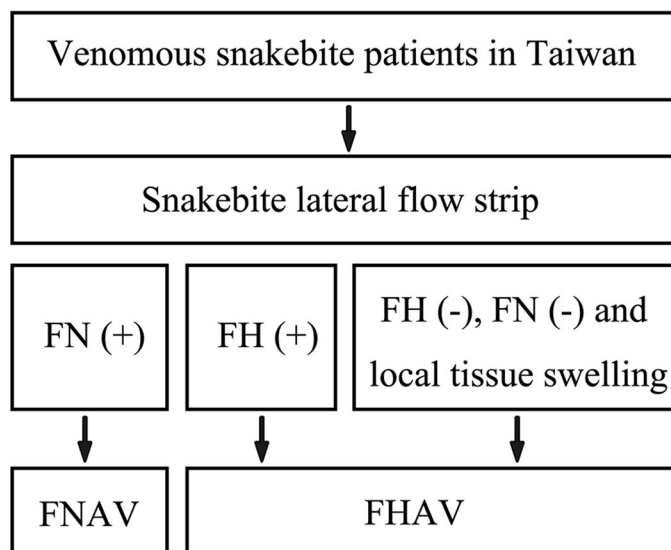 Venomous snakebite patients in Taiwan
Snakebite lateral flow strip
FN (+)
FH (+)
FH (-), FN (-) and
local tissue swelling
FNAV
FHAV